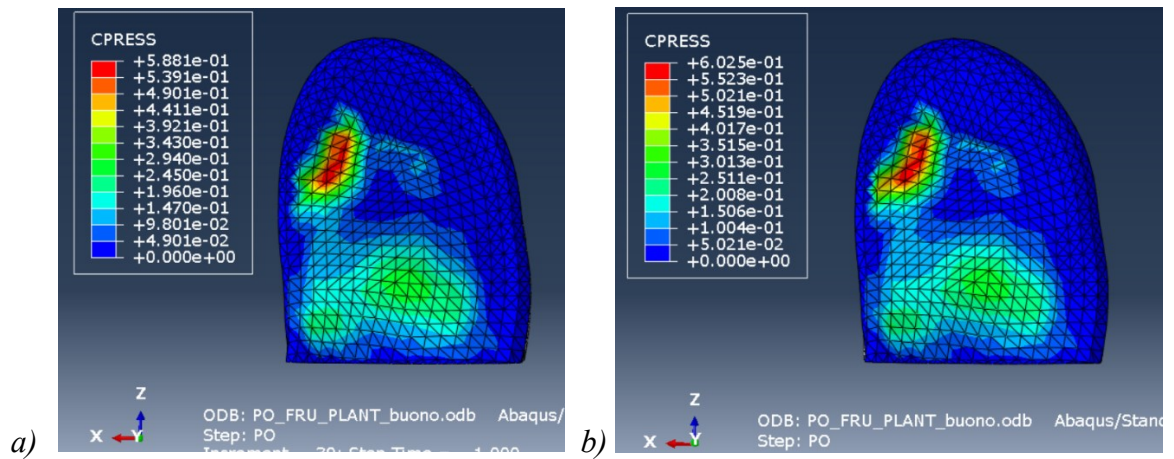 CPRESS
+5.881e-01
+5.391e-01
+4.901e-01
+4.411e-01
+3.921e-01
+3.430e-01
+2.940e-01
+2.450e-01
+1.960e-01
+1.470e-01
+9.801e-02
+4.901e-02
+0.000e+00
Z
X Y
ODB: PO_FRU_PLANT_buono.odb Abaqus/
Step: PO
a)
CPRESS
+6.025e-01
+5.523e-01
+5.021e-01
+4.519e-01
+4.017e-01
+3.515e-01
+3.013e-01
+2.511e-01
+2.008e-01
+1.506e-01
+1.004e-01
+5.021e-02
+0.000e+00
Z
X Y
ODB: PO_FRU_PLANT_buono.odb Abaqus/Stand
Step: PO
b)